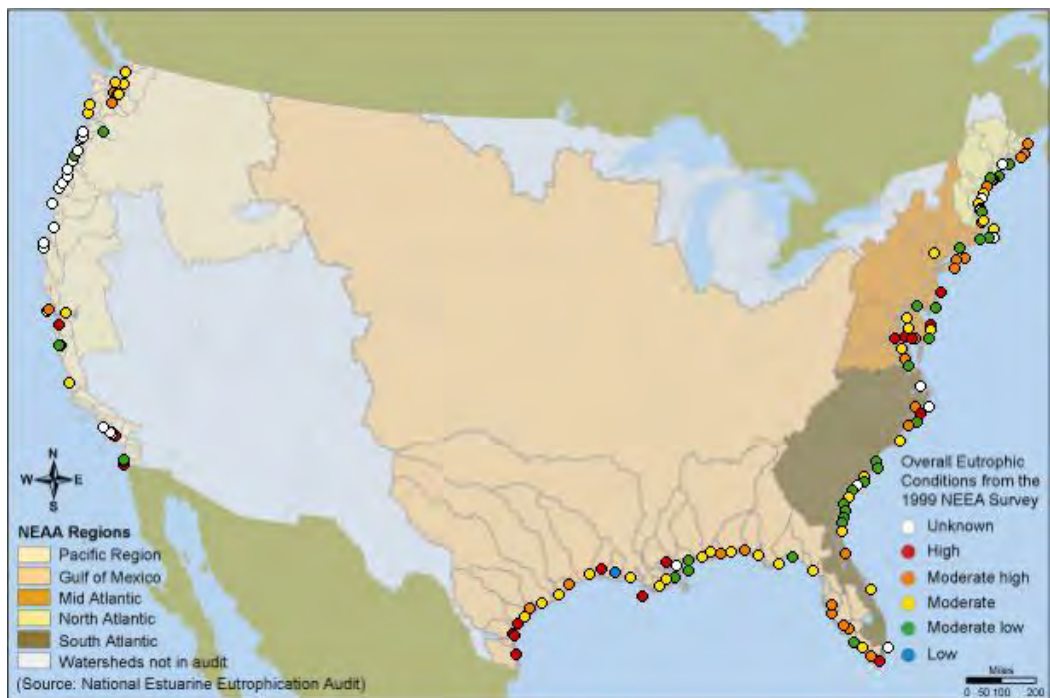 N
W E
S
NEAA Regions
Pacific Region
Gulf of Mexico
Mid Atlantic
North Atlantic
South Atlantic
Watersheds not in audit
(Source: National Estuarine Eutrophication Audit)
Overall Eutrophic
Conditions from the
1999 NEEA Survey
Unknown
High
Moderate high
Moderate
Moderate low
Low
Miles
0 50 100 200